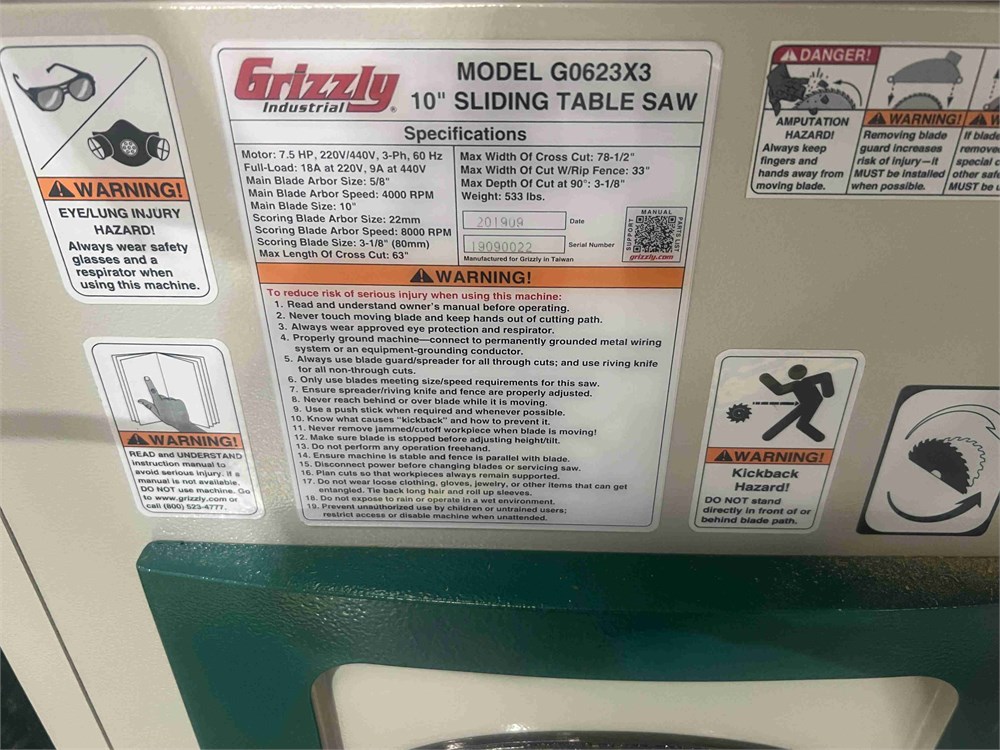 Grizzly
Industrial ®
MODEL G0623X3
10" SLIDING TABLE SAW
Specifications
Motor: 7.5 HP, 220V/440V, 3-Ph, 60 Hz
Full-Load: 18A at 220V, 9A at 440V
Main Blade Arbor Size: 5/8"
Main Blade Arbor Speed: 4000 RPM
Main Blade Size: 10"
Scoring Blade Arbor Size: 22mm
Scoring Blade Arbor Speed: 8000 RPM
Scoring Blade Size: 3-1/8" (80mm)
Max Length Of Cross Cut: 63"
Max Width Of Cross Cut: 78-1/2"
Max Width Of Cut W/Rip Fence: 33"
Max Depth Of Cut at 90°: 3-1/8"
Weight: 533 lbs.
201909 Date
19090022 Serial Number
Manufactured for Grizzly in Taiwan
MANUAL
SUPPORT
PARTS LIST
grizzly.com
WARNING!
To reduce risk of serious injury when using this machine:
1. Read and understand owner's manual before operating.
2. Never touch moving blade and keep hands out of cutting path.
3. Always wear approved eye protection and respirator.
4. Properly ground machine—connect to permanently grounded metal wiring
system or an equipment-grounding conductor.
5. Always use blade guard/spreader for all through cuts; and use riving knife
for all non-through cuts.
6. Only use blades meeting size/speed requirements for this saw.
7. Ensure spreader/riving knife and fence are properly adjusted.
8. Never reach behind or over blade while it is moving.
9. Use a push stick when required and whenever possible.
10. Know what causes "kickback" and how to prevent it.
11. Never remove jammed/cutoff workpiece when blade is moving!
12. Make sure blade is stopped before adjusting height/tilt.
13. Do not perform any operation freehand.
14. Ensure machine is stable and fence is parallel with blade.
15. Disconnect power before changing blades or servicing saw.
16. Plan cuts so that workpieces always remain supported.
17. Do not wear loose clothing, gloves, jewelry, or other items that can get
entangled. Tie back long hair and roll up sleeves.
18. Do not expose to rain or operate in a wet environment.
19. Prevent unauthorized use by children or untrained users;
restrict access or disable machine when unattended.
WARNING!
EYE/LUNG INJURY
HAZARD!
Always wear safety
glasses and a
respirator when
using this machine.
WARNING!
READ and UNDERSTAND
instruction manual to
avoid serious injury. If a
manual is not available,
DO NOT use machine. Go
to www.grizzly.com or
call (800) 523-4777.
DANGER!
AMPUTATION
HAZARD!
Always keep
fingers and
hands away from
moving blade.
WARNING!
Removing blade
guard increases
risk of injury—it
MUST be installed
when possible.
W
If blade
remove
special
other safe
MUST be u
WARNING!
Kickback
Hazard!
DO NOT stand
directly in front of or
behind blade path.